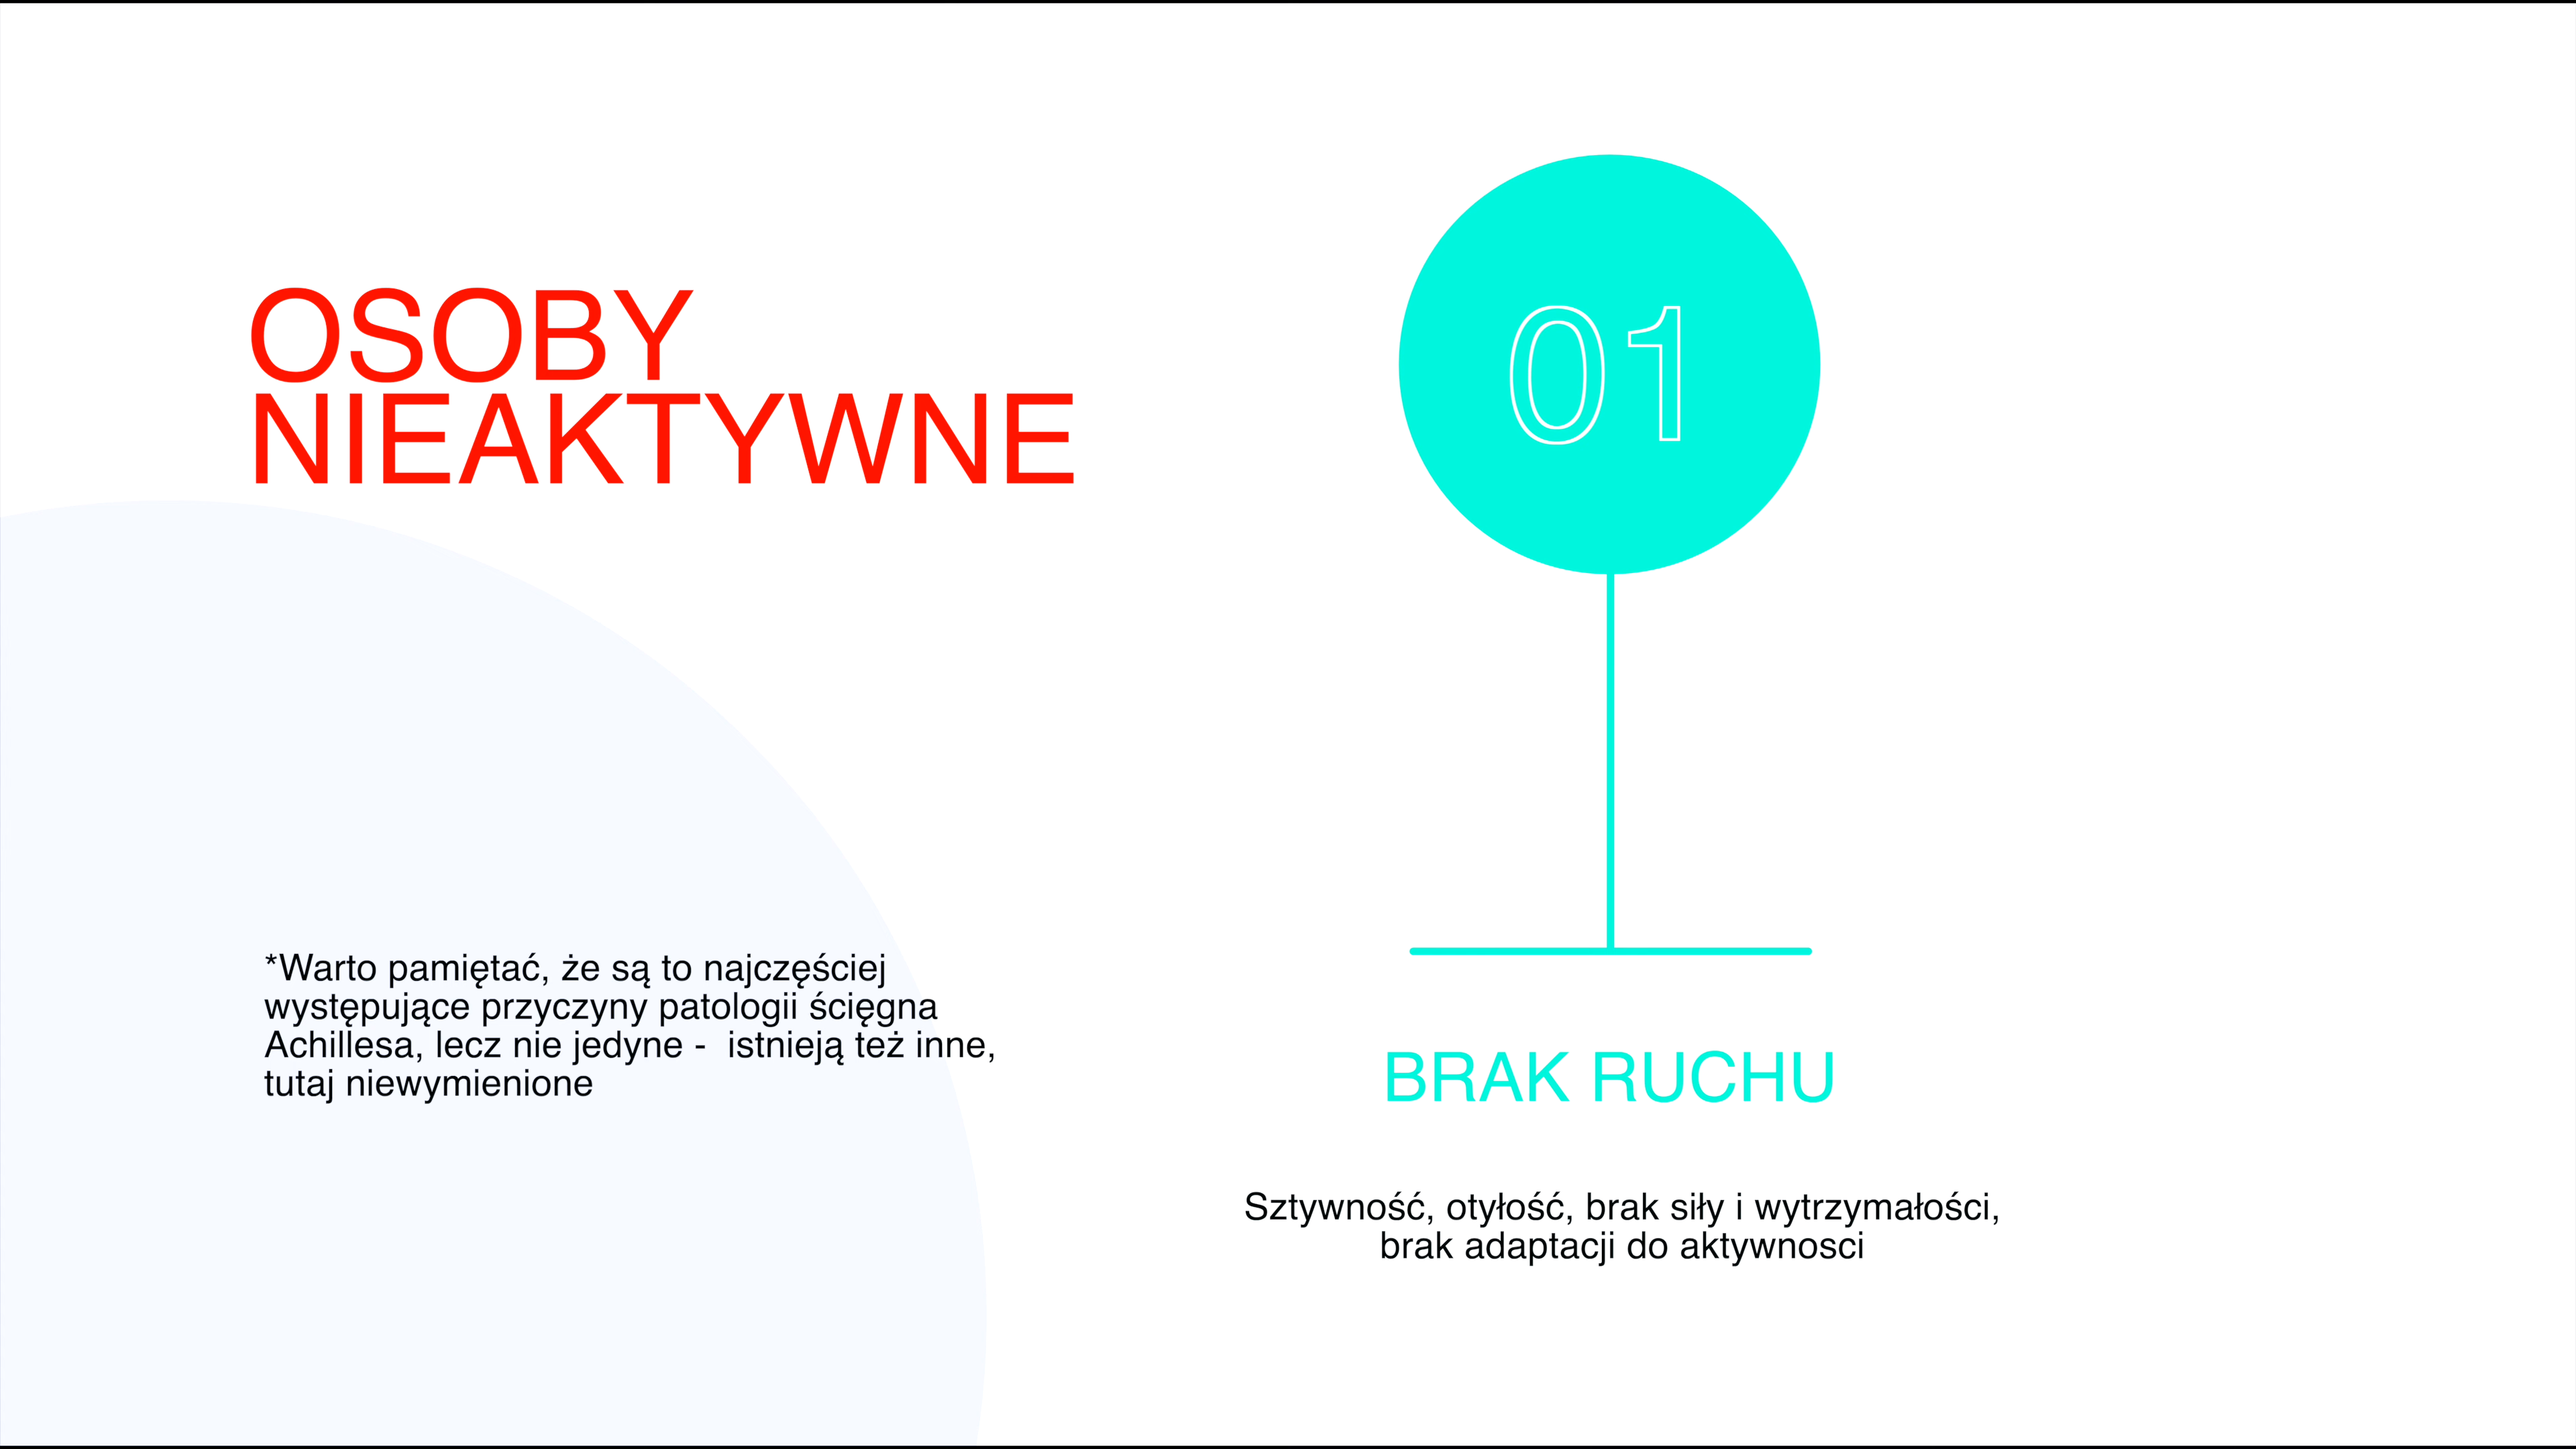 OSOBY
NIEAKTYWNE
*Warto pamiętać, że są to najczęściej
występujące przyczyny patologii ścięgna
Achillesa, lecz nie jedyne -  istnieją też inne,
tutaj niewymienione
01
BRAK RUCHU
Sztywność, otyłość, brak siły i wytrzymałości,
brak adaptacji do aktywnosci